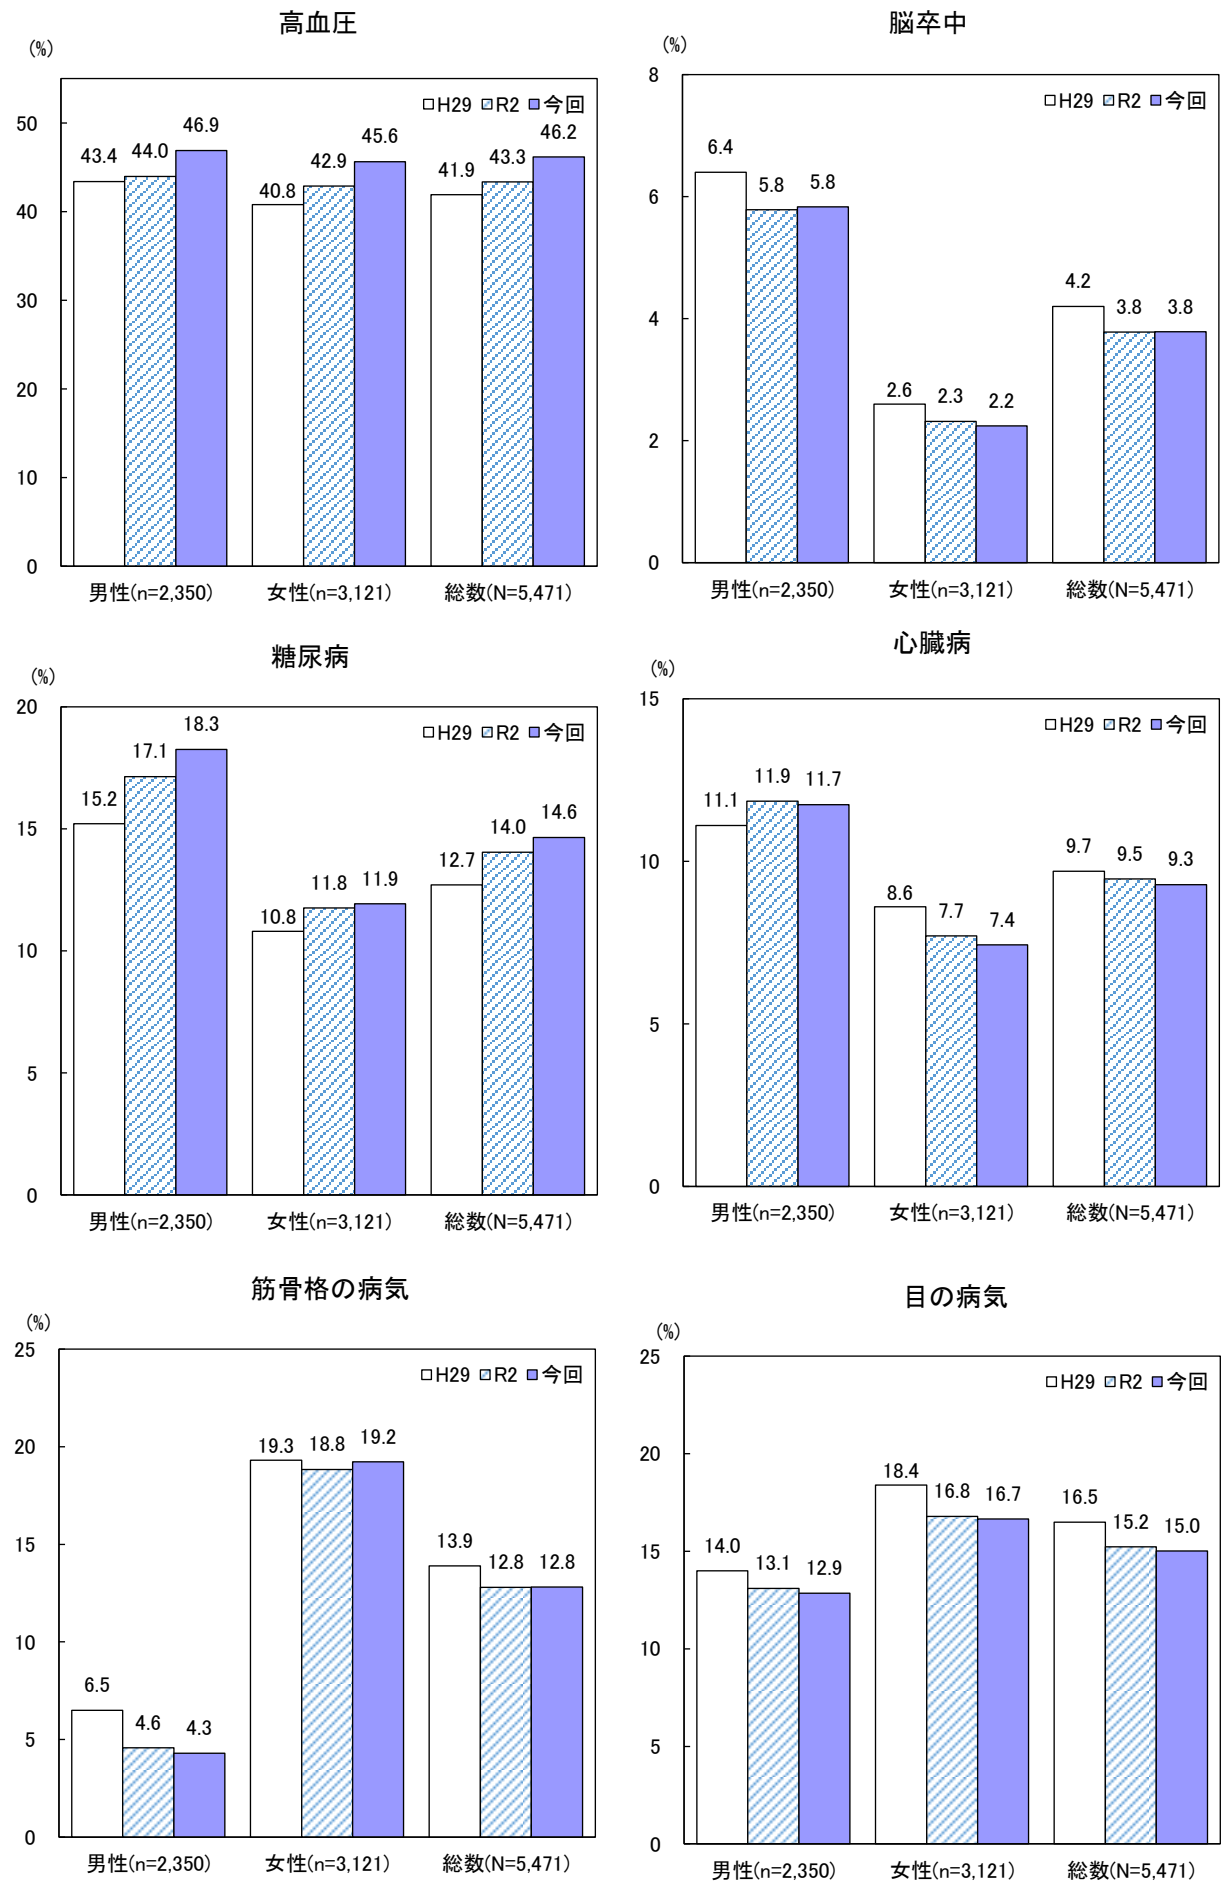 高血圧
(%)
□H29 R2 ■今回
50
40
30
20
10
0
43.4 44.0 46.9
40.8 42.9 45.6
41.9 43.3 46.2
男性(n=2,350) 女性(n=3,121) 総数(N=5,471)
脳卒中
(%)
H29 R2 今回
8
6
4
2
0
6.4 5.8 5.8
2.6 2.3 2.2
4.2 3.8 3.8
男性(n=2,350) 女性(n=3,121) 総数(N=5,471)
糖尿病
(%)
H29 R2 今回
20
15
10
5
0
15.2 17.1 18.3
10.8 11.8 11.9
12.7 14.0 14.6
男性(n=2,350) 女性(n=3,121) 総数(N=5,471)
心臓病
(%)
H29 R2 今回
15
10
5
0
11.1 11.9 11.7
8.6 7.7 7.4
9.7 9.5 9.3
男性(n=2,350) 女性(n=3,121) 総数(N=5,471)
筋骨格の病気
(%)
H29 R2 今回
25
20
15
10
5
0
6.5 4.6 4.3
19.3 18.8 19.2
13.9 12.8 12.8
男性(n=2,350) 女性(n=3,121) 総数(N=5,471)
目の病気
(%)
H29 R2 今回
25
20
15
10
5
0
14.0 13.1 12.9
18.4 16.8 16.7
16.5 15.2 15.0
男性(n=2,350) 女性(n=3,121) 総数(N=5,471)